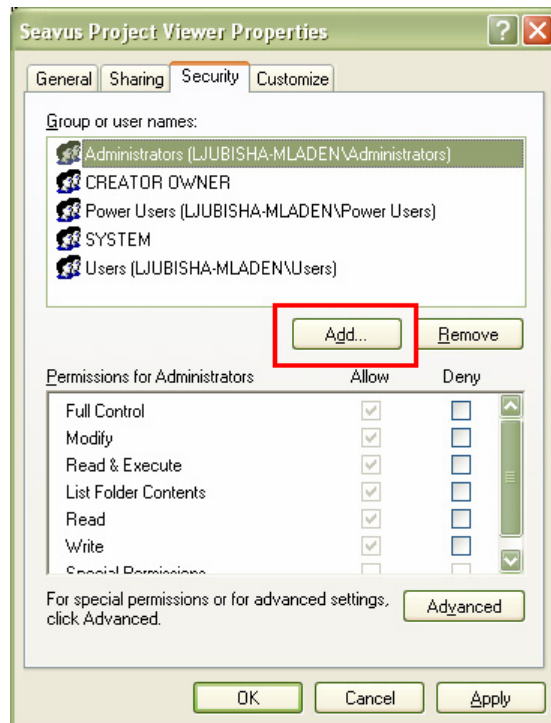 Seavus Project Viewer Properties
General Sharing Security Customize
Group or user names:
Administrators (LJUBISHA-MLADEN\Administrators)
CREATOR OWNER
Power Users (LJUBISHA-MLADEN\Power Users)
SYSTEM
Users (LJUBISHA-MLADEN\Users)
Add... Remove
Permissions for Administrators Allow Deny
Full Control
Modify
Read & Execute
List Folder Contents
Read
Write
Special Permissions
For special permissions or for advanced settings,
click Advanced.
Advanced
OK Cancel Apply